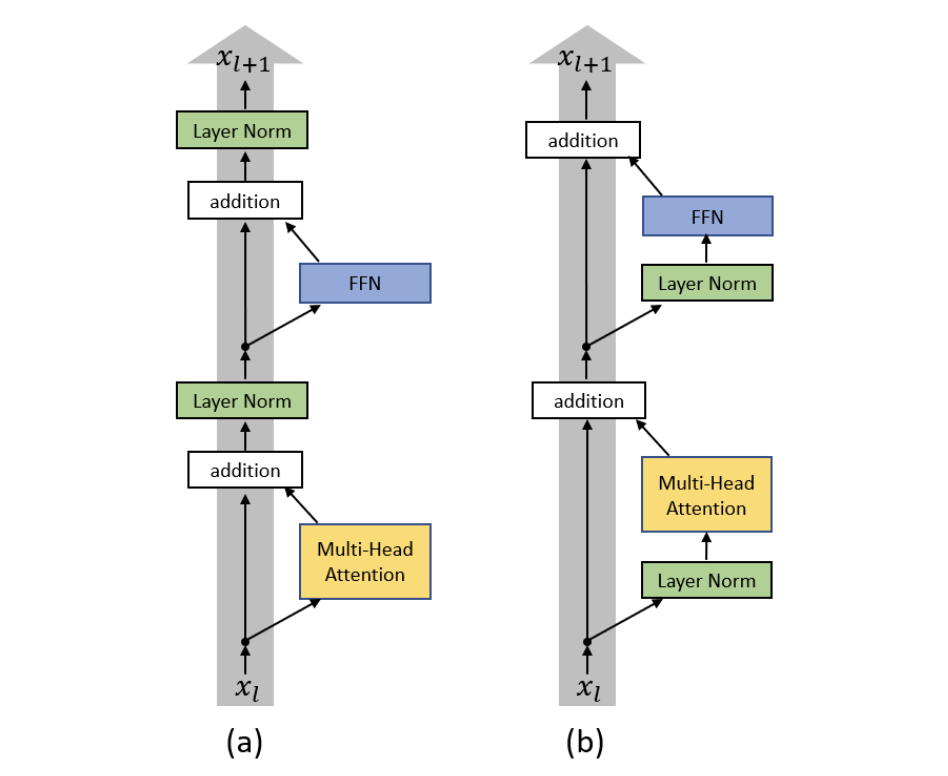 x_{l+1}
Layer Norm
addition
FFN
Layer Norm
addition
Multi-Head
Attention
x_l
(a)
x_{l+1}
addition
FFN
Layer Norm
addition
Multi-Head
Attention
Layer Norm
x_l
(b)